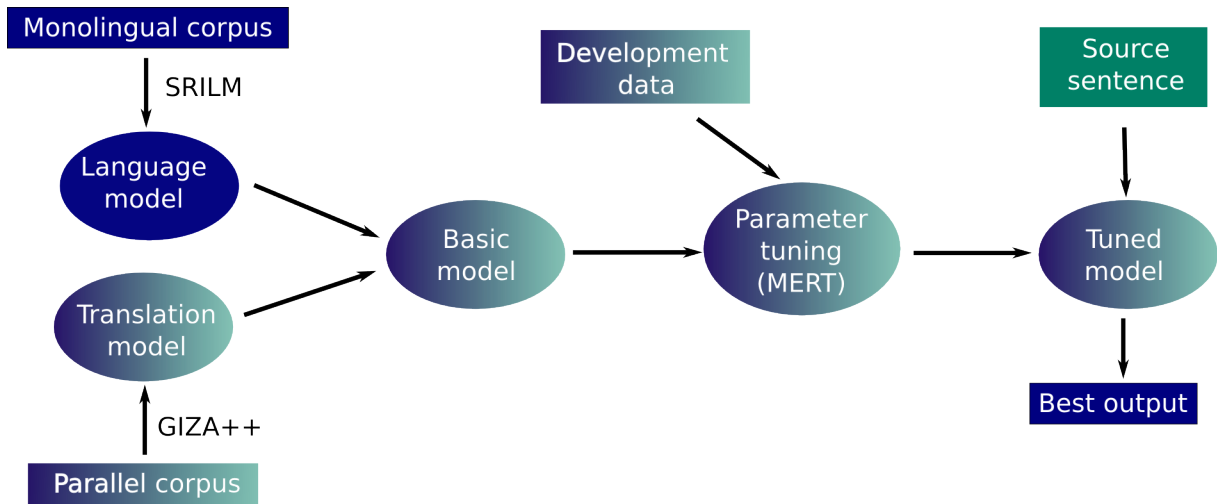 Monolingual corpus
SRILM
Language
model
Translation
model
GIZA++
Parallel corpus
Basic
model
Development
data
Parameter
tuning
(MERT)
Source
sentence
Tuned
model
Best output